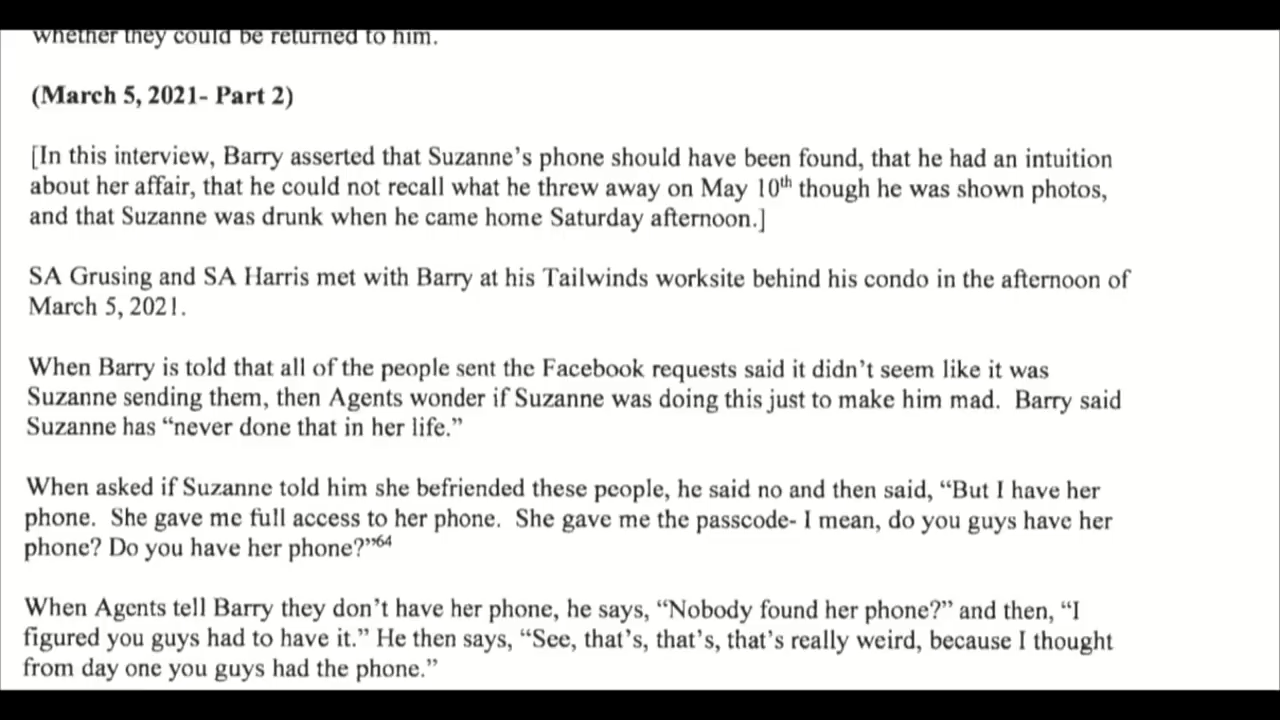 whether they could be returned to him.
(March 5, 2021- Part 2)
[In this interview, Barry asserted that Suzanne's phone should have been found, that he had an intuition
about her affair, that he could not recall what he threw away on May 10th though he was shown photos,
and that Suzanne was drunk when he came home Saturday afternoon.]
SA Grusing and SA Harris met with Barry at his Tailwinds worksite behind his condo in the afternoon of
March 5, 2021.
When Barry is told that all of the people sent the Facebook requests said it didn't seem like it was
Suzanne sending them, then Agents wonder if Suzanne was doing this just to make him mad.  Barry said
Suzanne has “never done that in her life.”
When asked if Suzanne told him she befriended these people, he said no and then said, “But I have her
phone.  She gave me full access to her phone.  She gave me the passcode- I mean, do you guys have her
phone? Do you have her phone?”64
When Agents tell Barry they don't have her phone, he says, “Nobody found her phone?” and then, “I
figured you guys had to have it.” He then says, “See, that's, that's, that's really weird, because I thought
from day one you guys had the phone.”